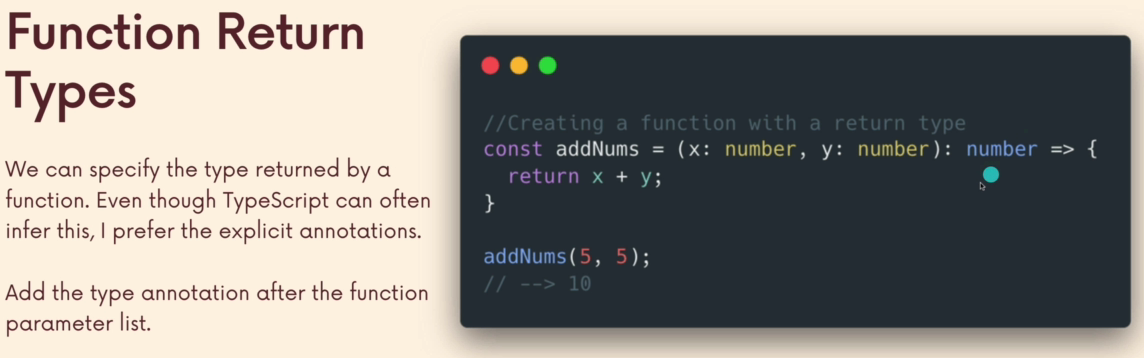 Function Return
Types
We can specify the type returned by a
function. Even though TypeScript can often
infer this, I prefer the explicit annotations.
Add the type annotation after the function
parameter list.
//Creating a function with a return type
const addNums = (x: number, y: number): number => {
  return x + y;
}
addNums(5, 5);
// --> 10